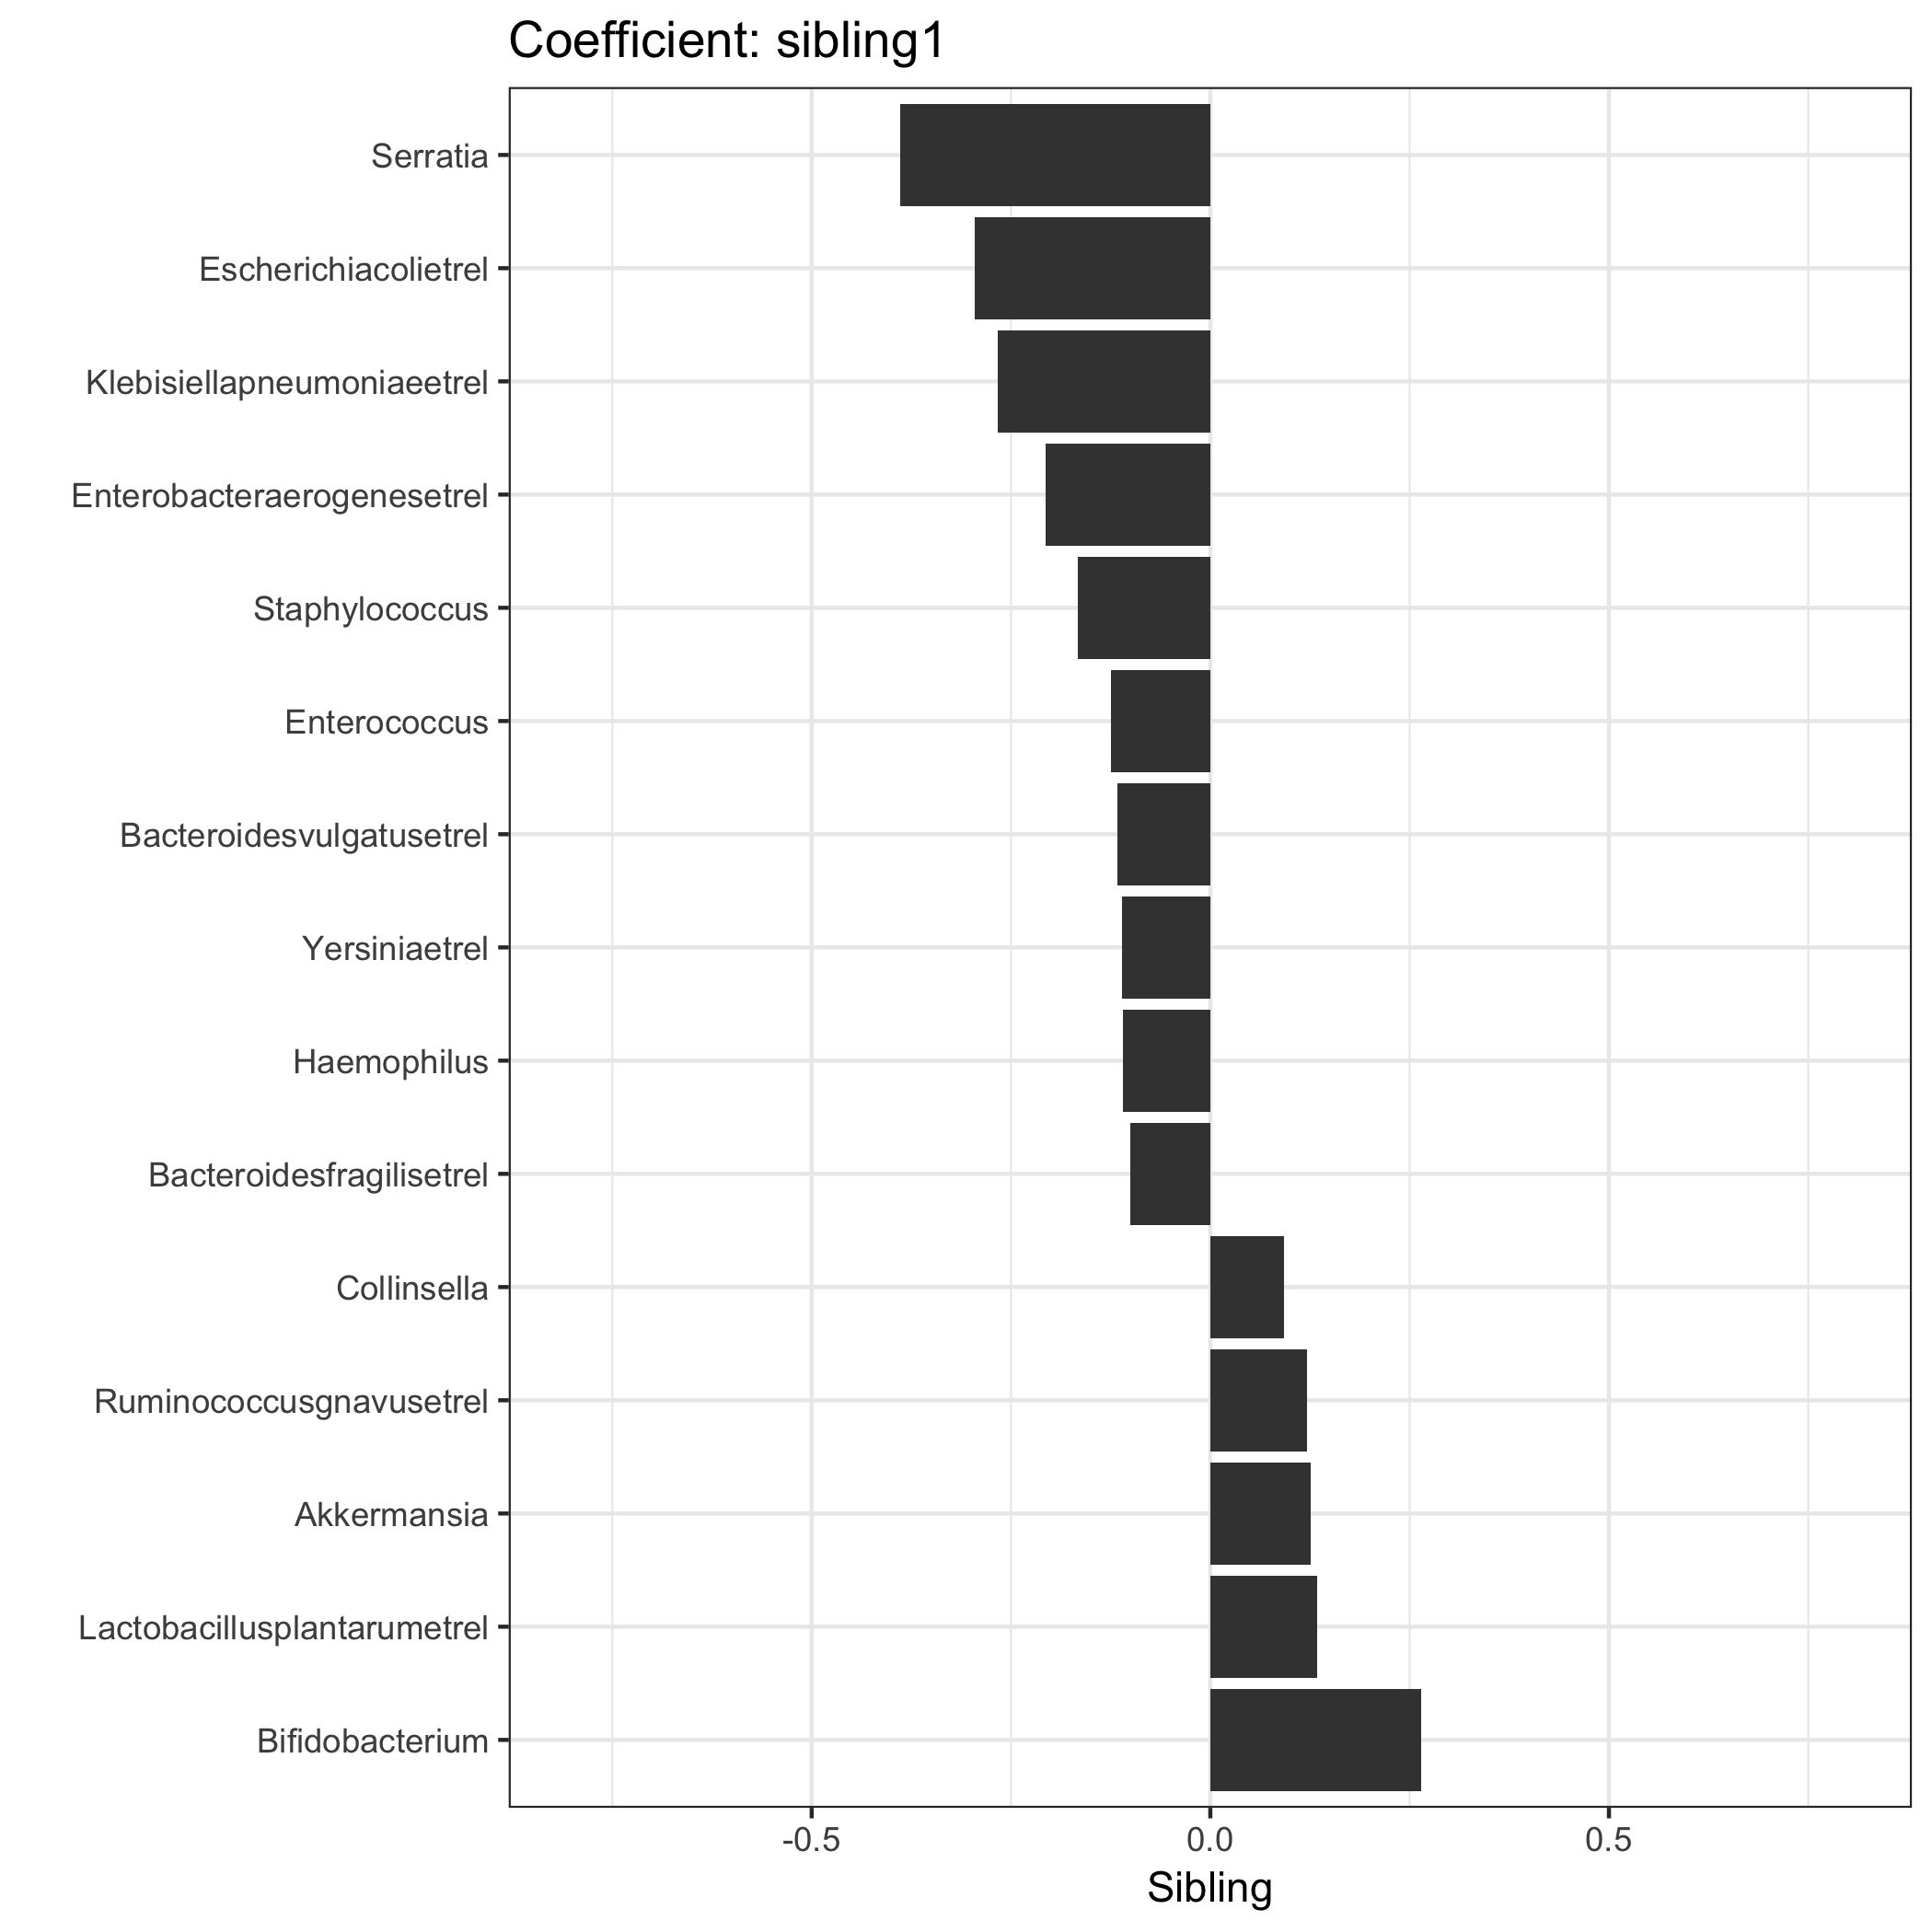 Coefficient: sibling1
Serratia
Escherichiacolietrel
Klebisiellapneumoniaeetrel
Enterobacteraerogenesetrel
Staphylococcus
Enterococcus
Bacteroidesvulgatusetrel
Yersiniaetrel
Haemophilus
Bacteroidesfragilisetrel
Collinsella
Ruminococcusgnavusetrel
Akkermansia
Lactobacillusplantarumetrel
Bifidobacterium
-0.5 0.0 0.5
Sibling